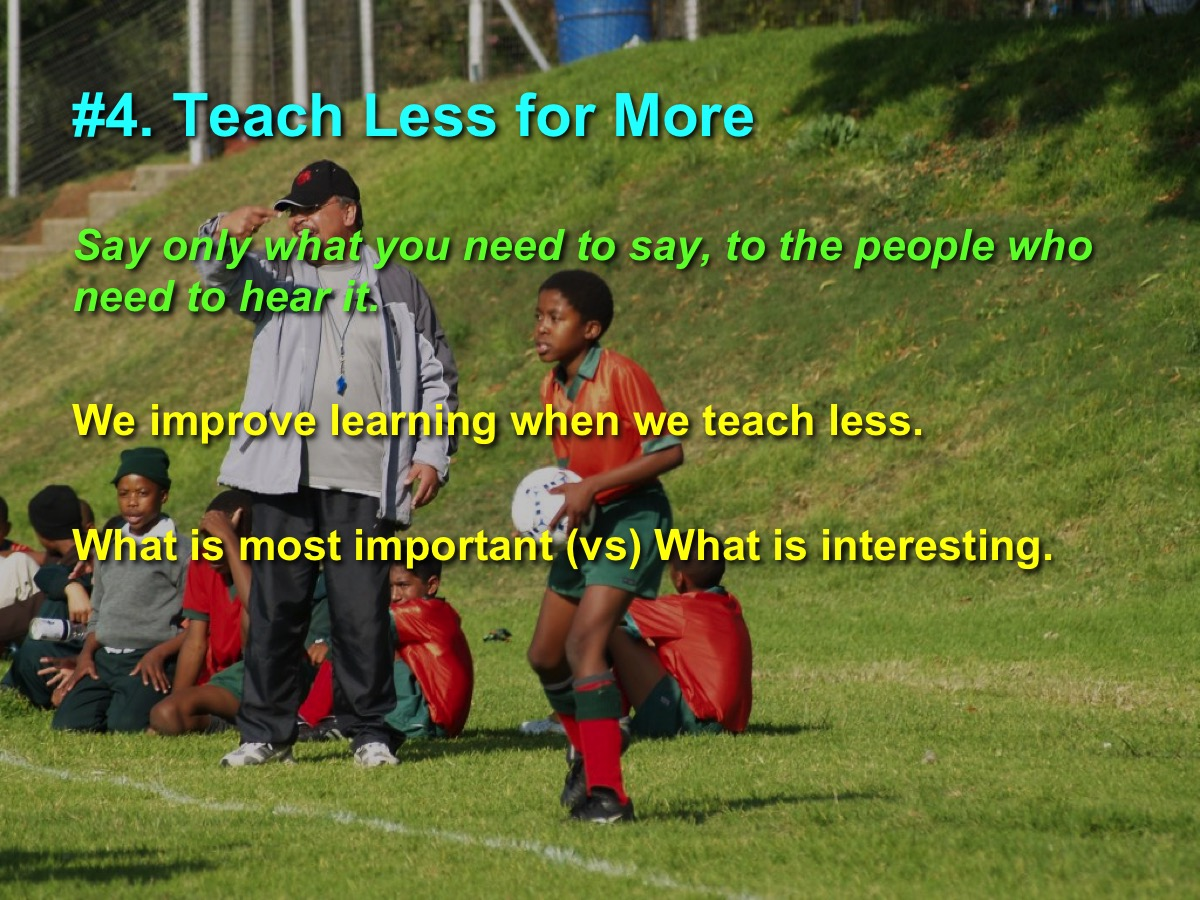 #4. Teach Less for More
Say only what you need to say, to the people who
need to hear it.
We improve learning when we teach less.
What is most important (vs) What is interesting.